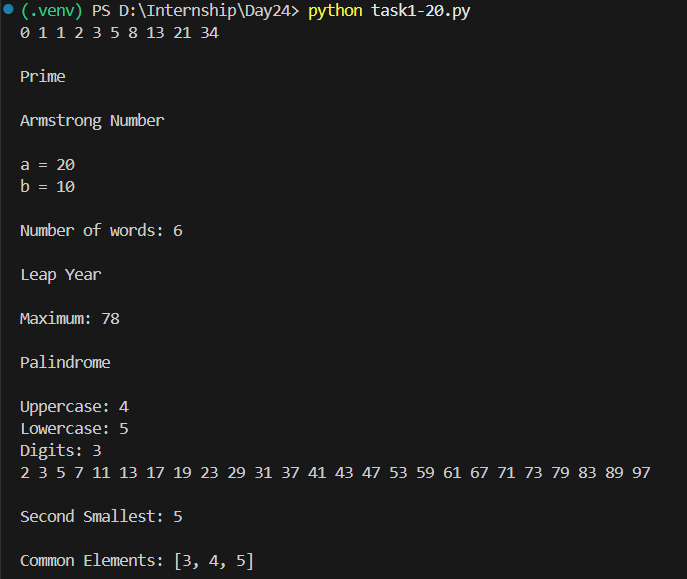 (.venv) PS D:\Internship\Day24> python task1-20.py
0 1 1 2 3 5 8 13 21 34
Prime
Armstrong Number
a = 20
b = 10
Number of words: 6
Leap Year
Maximum: 78
Palindrome
Uppercase: 4
Lowercase: 5
Digits: 3
2 3 5 7 11 13 17 19 23 29 31 37 41 43 47 53 59 61 67 71 73 79 83 89 97
Second Smallest: 5
Common Elements: [3, 4, 5]